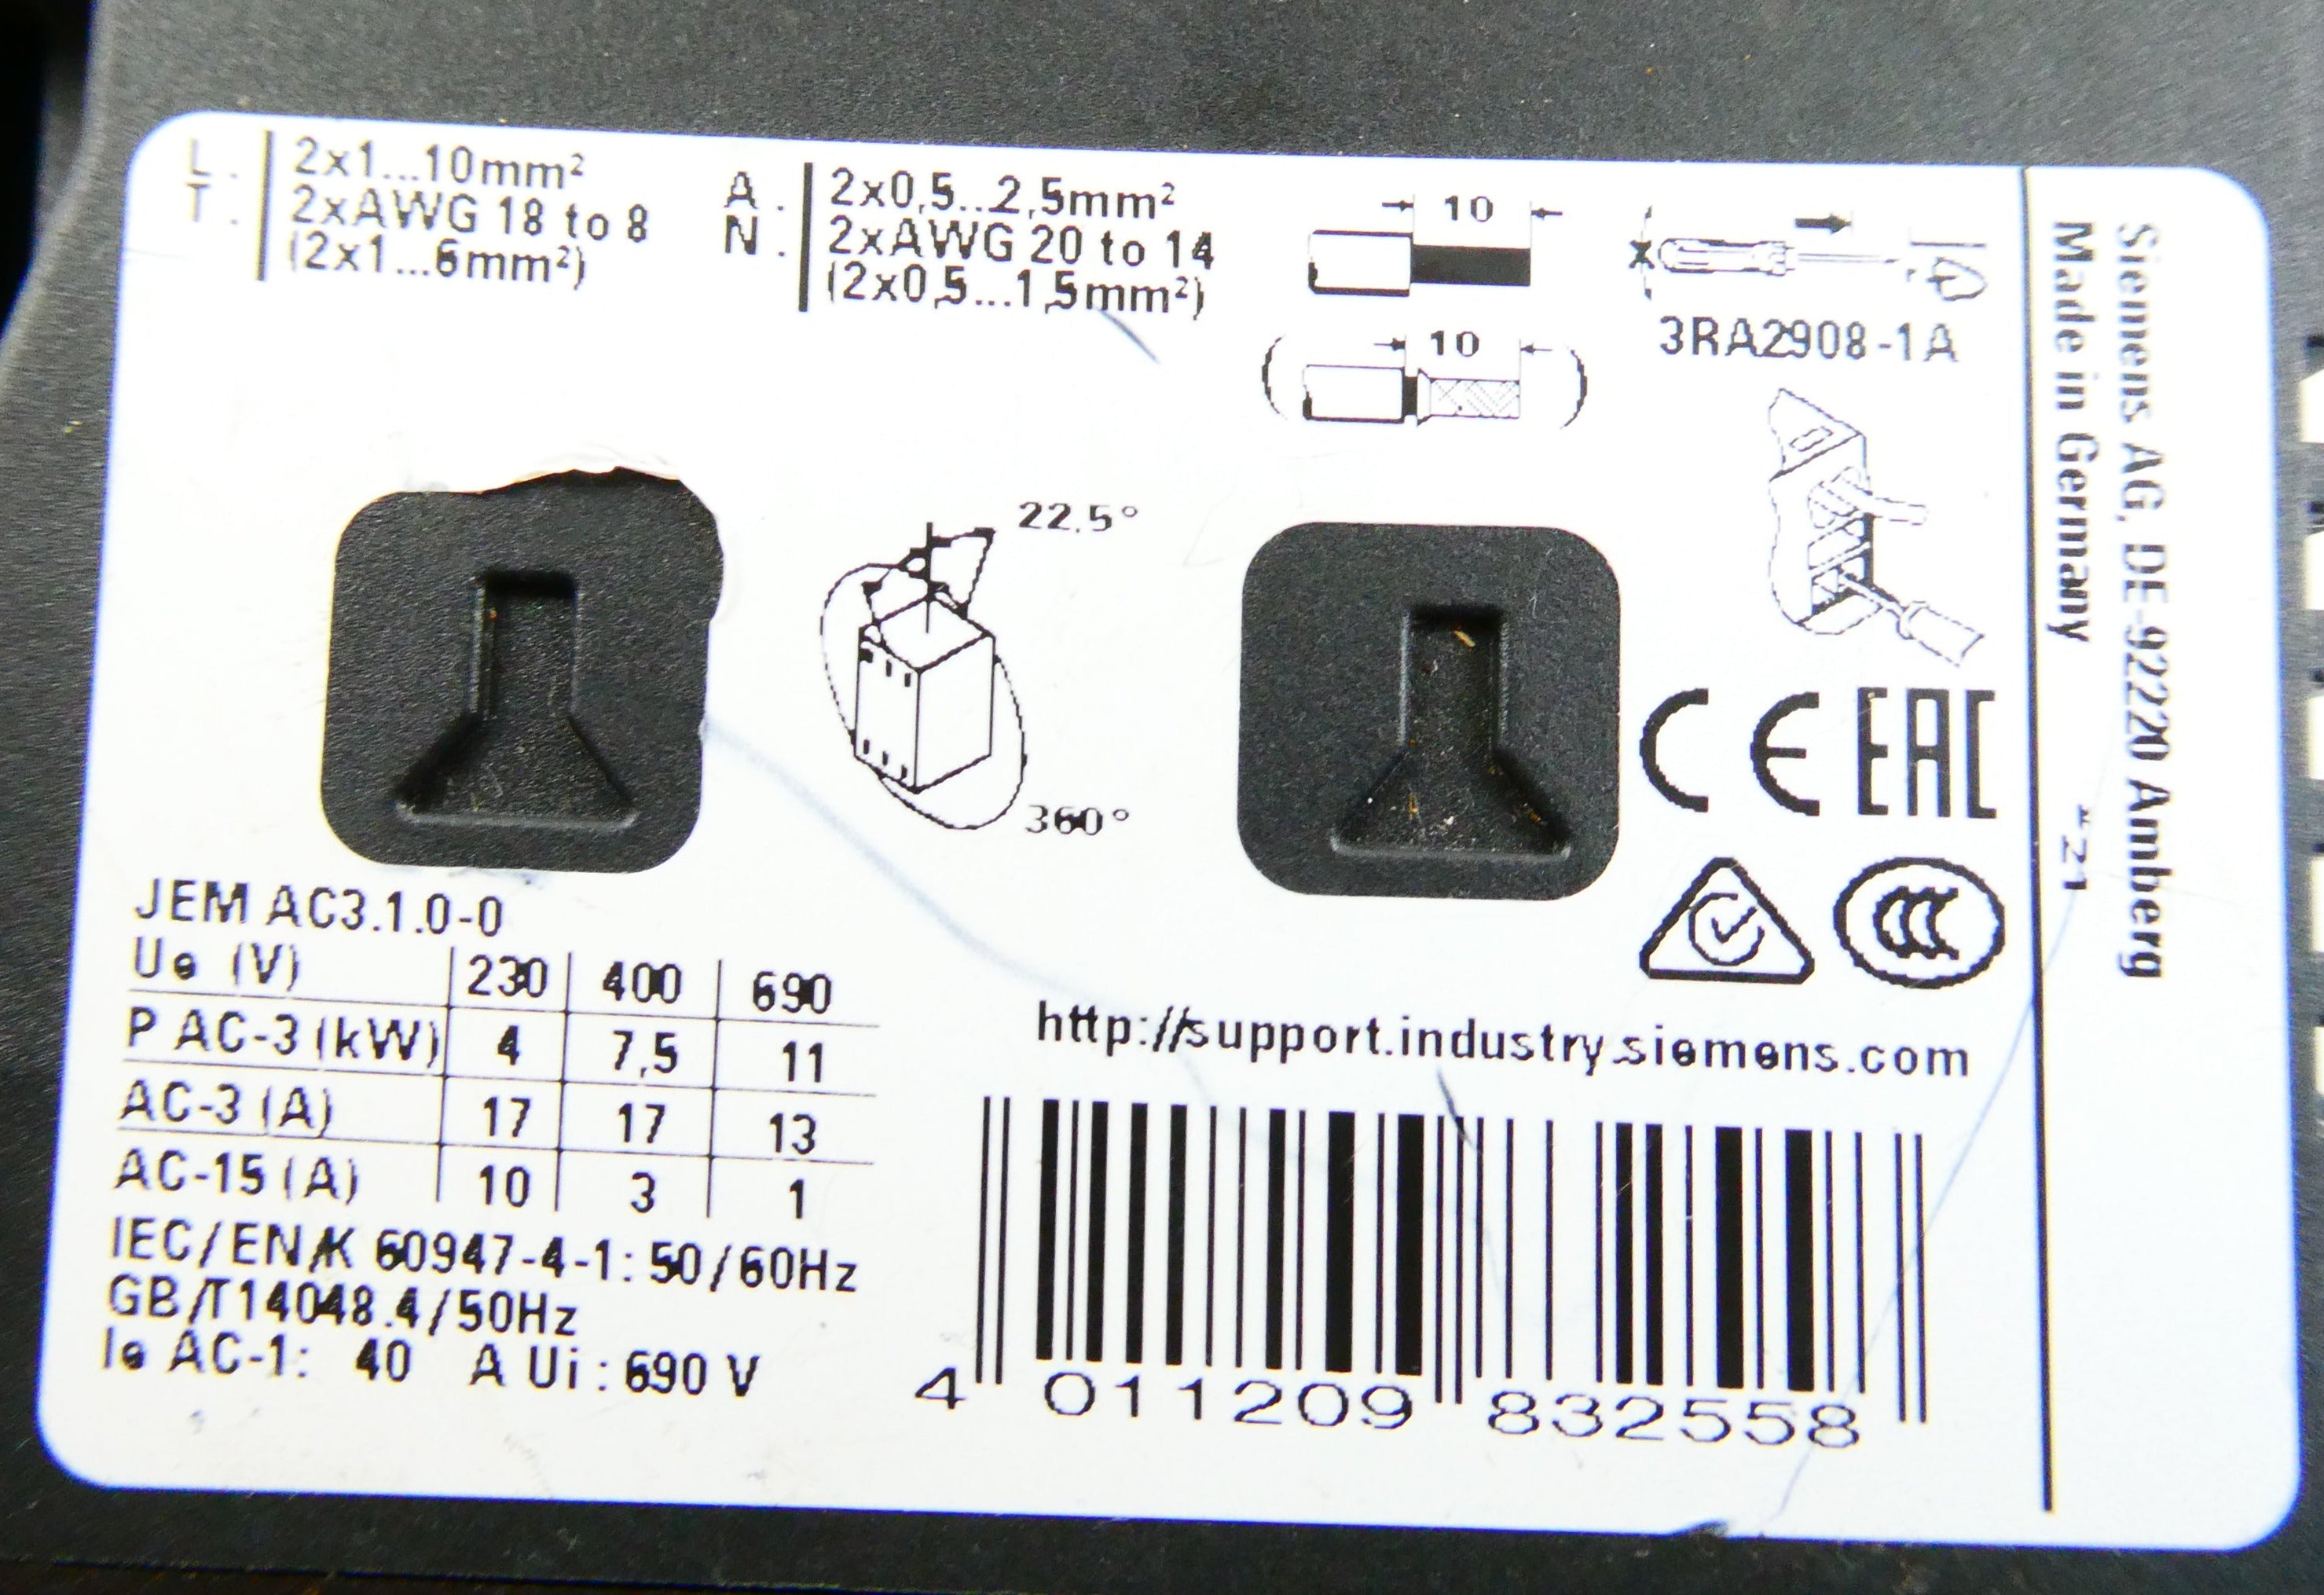 L.
T.
2x1...10mm²
2xAWG 18 to 8
(2x1...6mm²)
A.
N.
2x0,5..2,5mm²
2xAWG 20 to 14
(2x0,5...1,5mm²)
10
10
3RA2908-1A
22.5°
360°
CE EAC
JEM AC3.1.0-0
Ue (V) 230 400 690
P AC-3 (kW) 4 7,5 11
AC-3 (A) 17 17 13
AC-15 (A) 10 3 1
IEC/EN/K 60947-4-1: 50/60Hz
GB/T14048.4/50Hz
Ie AC-1: 40 A Ui: 690 V
http://support.industry.siemens.com
4 011209 832558
Siemens AG, DE-92220 Amberg
Made in Germany